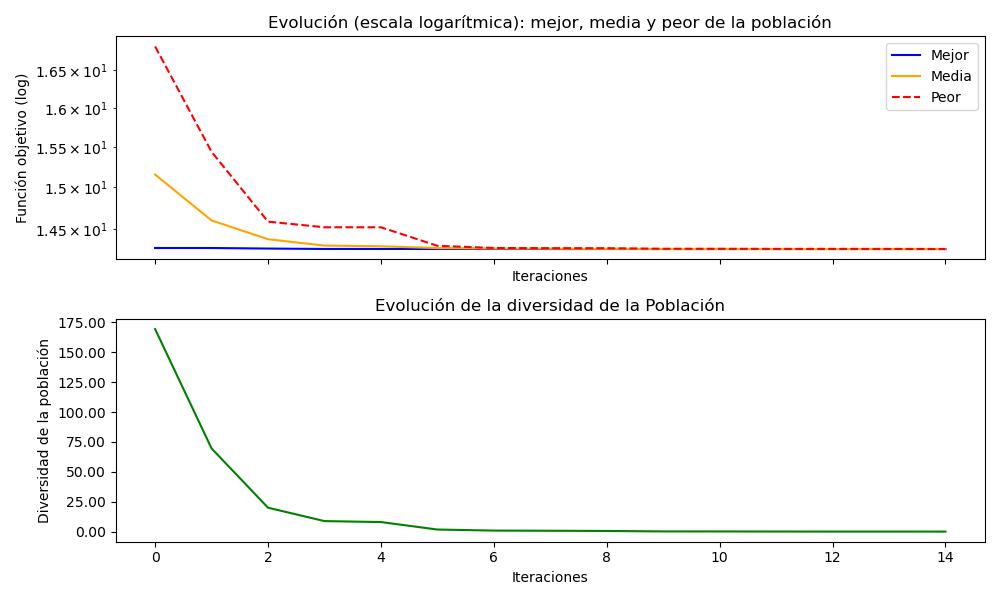 Evolución (escala logarítmica): mejor, media y peor de la población
Función objetivo (log)
1.65 × 10¹
1.6 × 10¹
1.55 × 10¹
1.5 × 10¹
1.45 × 10¹
Mejor
Media
Peor
Iteraciones
Evolución de la diversidad de la Población
Diversidad de la población
175.00
150.00
125.00
100.00
75.00
50.00
25.00
0.00
0 2 4 6 8 10 12 14
Iteraciones